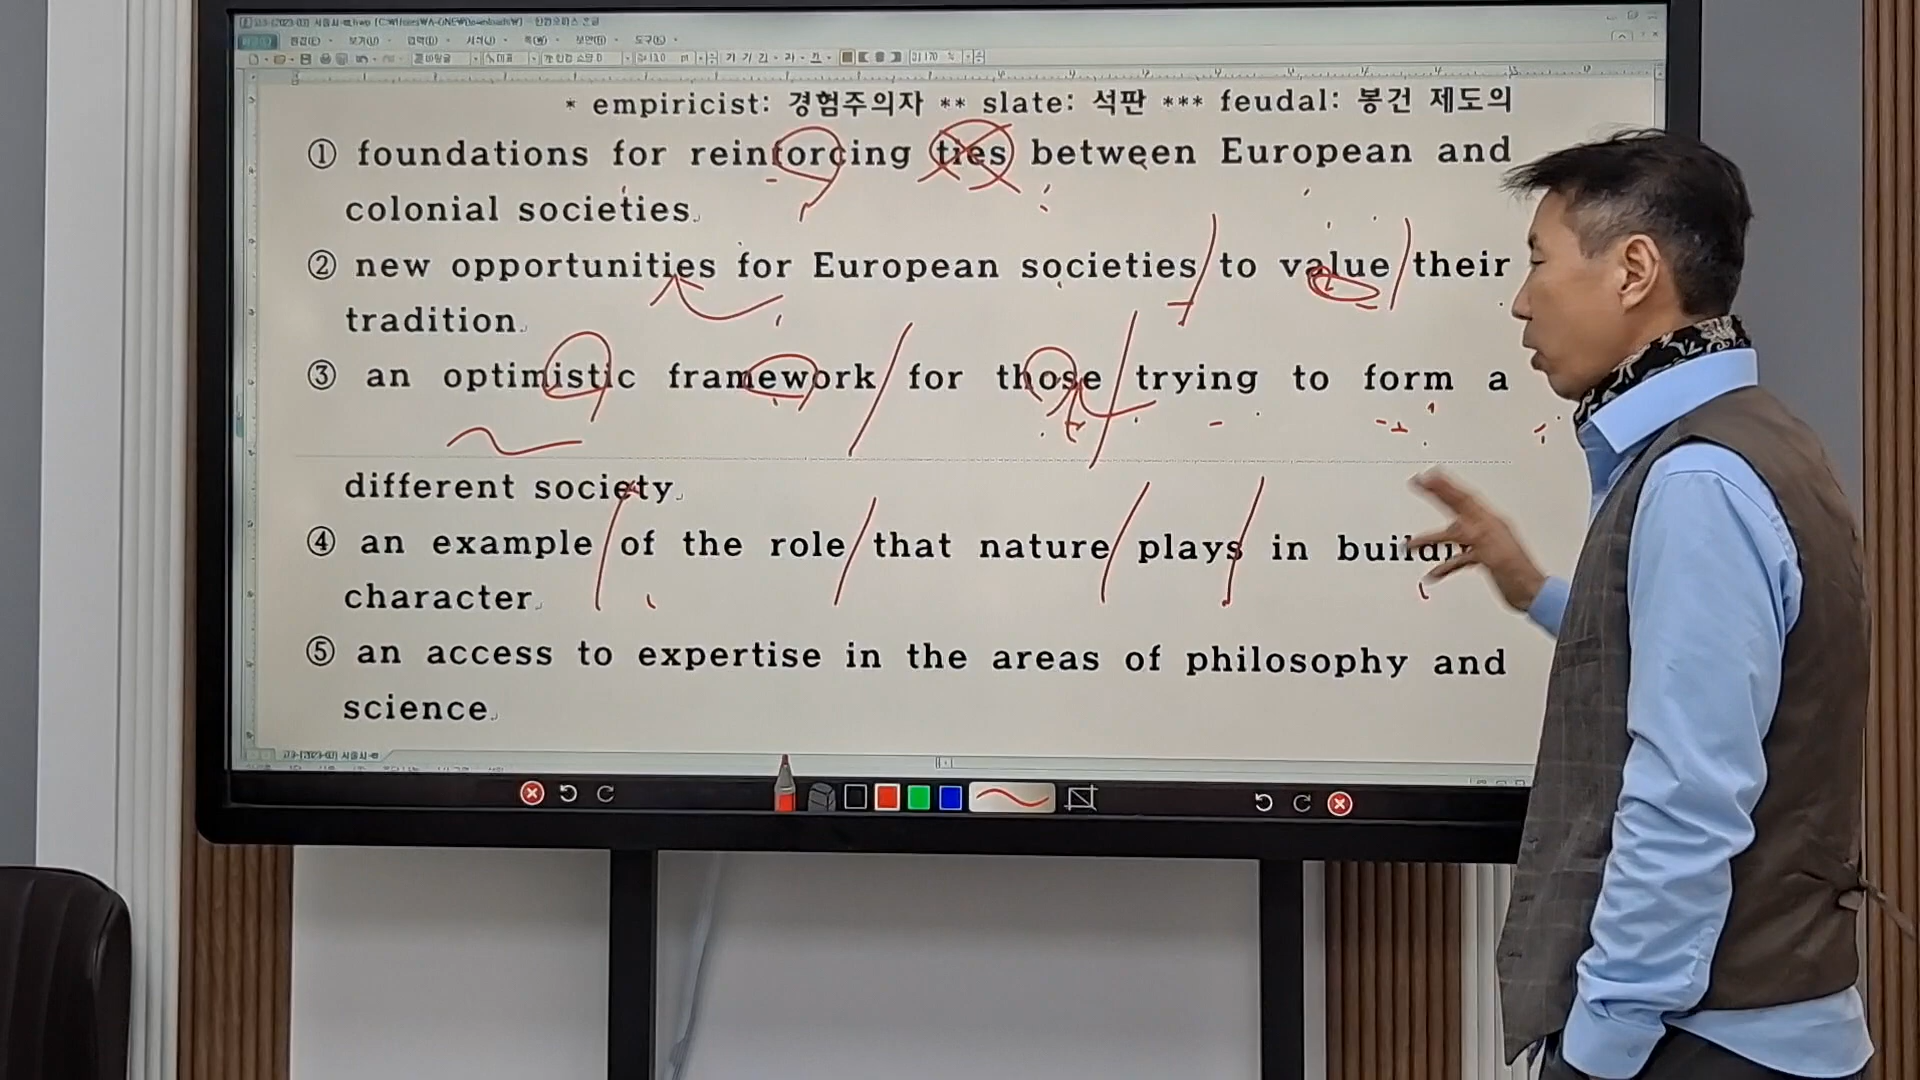 * empiricist: 경험주의자 ** slate: 석판 *** feudal: 봉건 제도의
① foundations for reinforcing ties between European and
colonial societies.
② new opportunities for European societies to value their
tradition.
③ an optimistic framework for those trying to form a
different society.
④ an example of the role that nature plays in
character.
⑤ an access to expertise in the areas of philosophy and
science.